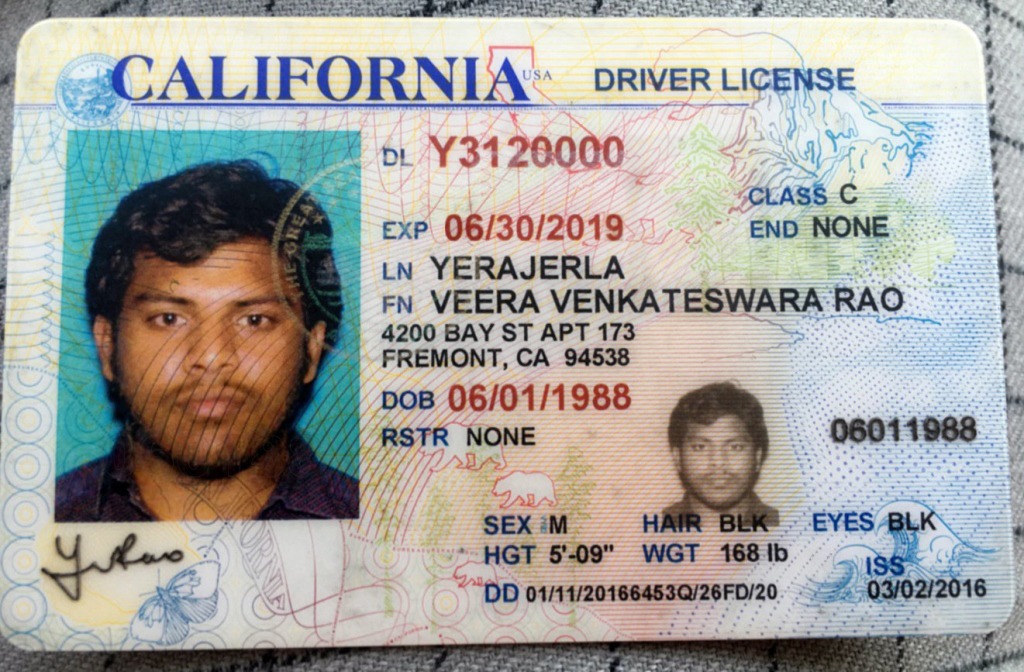 CALIFORNIA USA DRIVER LICENSE
DL Y3120000
CLASS C
EXP 06/30/2019
END NONE
LN YERAJERLA
FN VEERA VENKATESWARA RAO
4200 BAY ST APT 173
FREMONT, CA 94538
DOB 06/01/1988
RSTR NONE
06011988
SEX M HAIR BLK EYES BLK
HGT 5'-09" WGT 168 lb
ISS
DD 01/11/20166453Q/26FD/20 03/02/2016